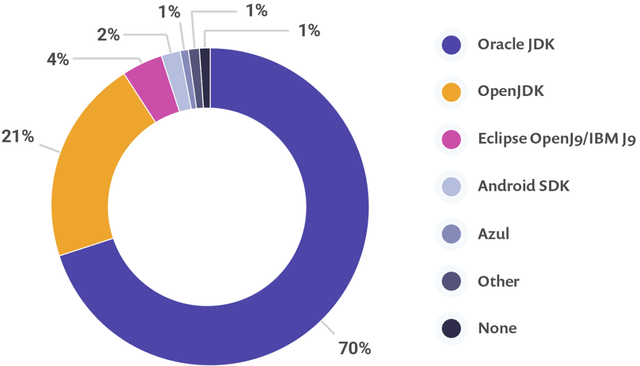 1%
1%
2%
1%
4%
21%
70%
Oracle JDK
OpenJDK
Eclipse OpenJ9/IBM J9
Android SDK
Azul
Other
None